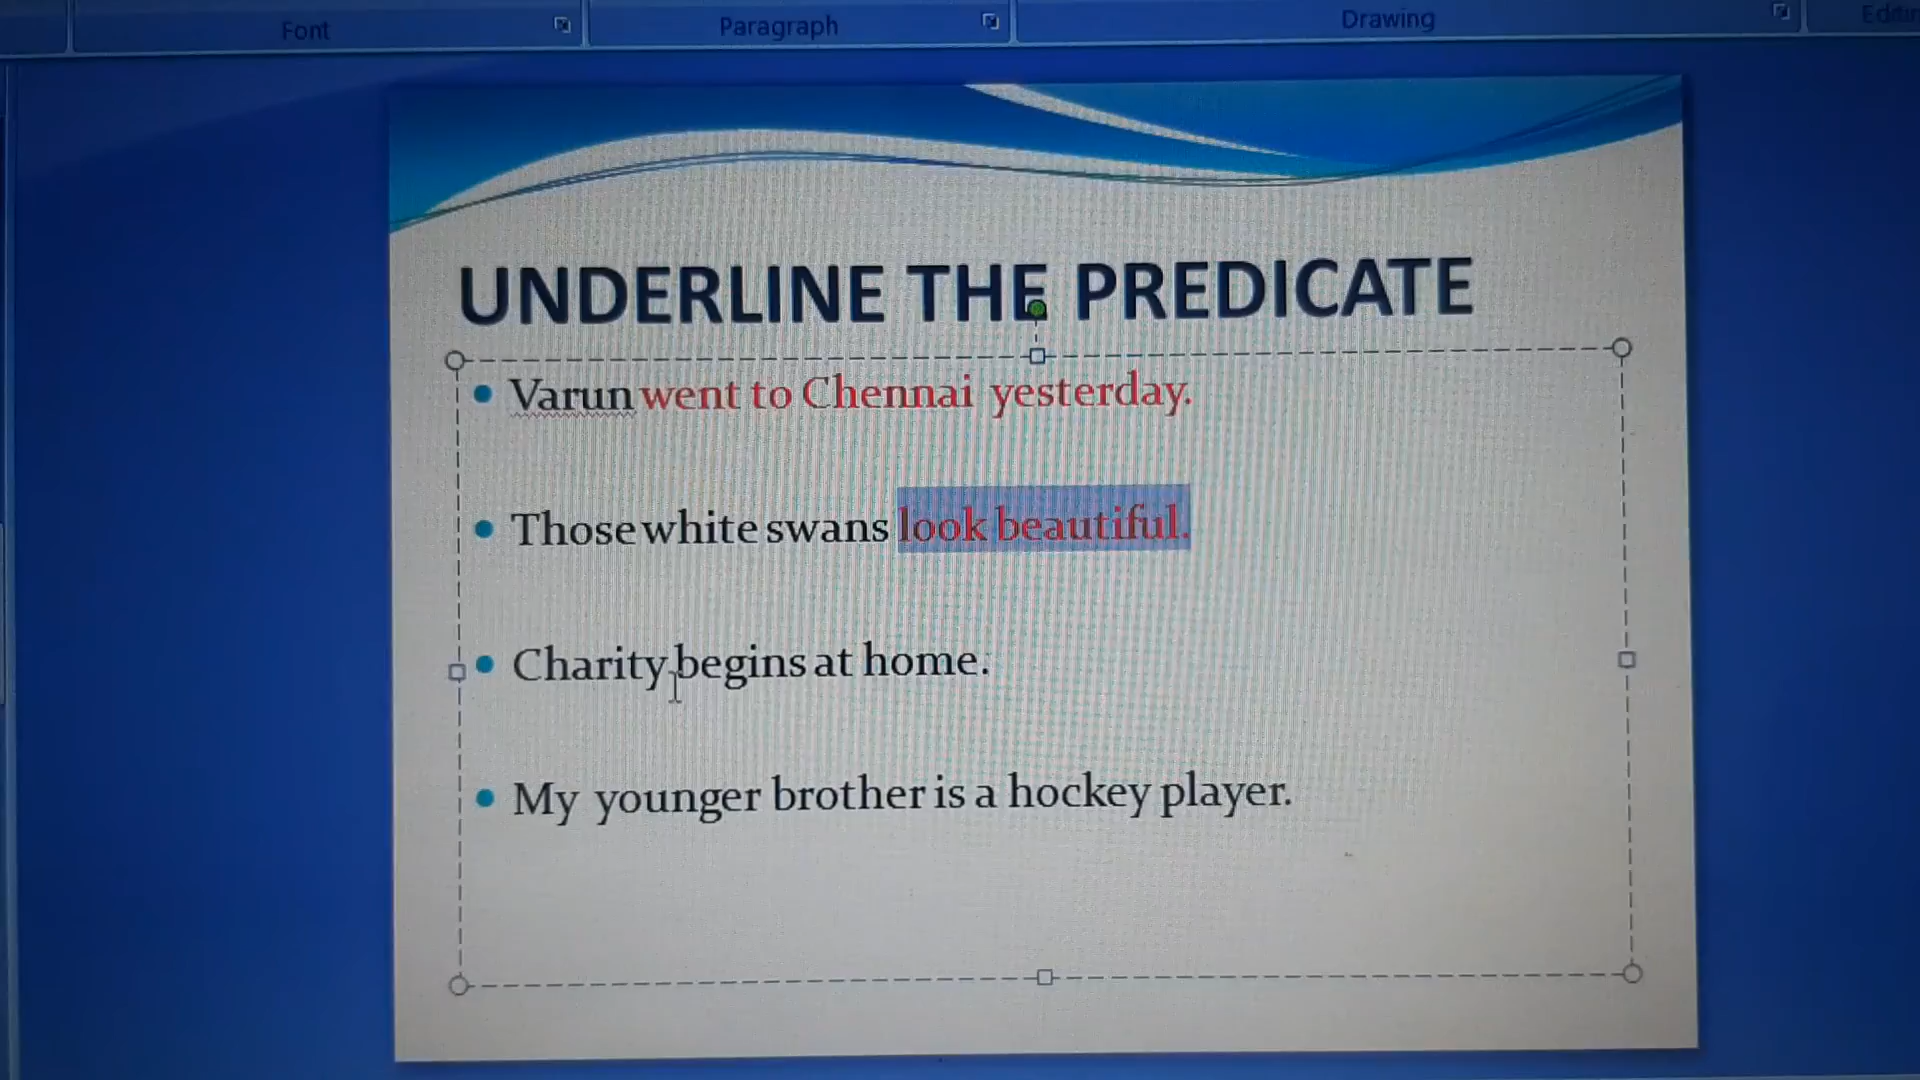 Font Paragraph Drawing
UNDERLINE THE PREDICATE
Varun went to Chennai yesterday.
Those white swans look beautiful.
Charity begins at home.
My younger brother is a hockey player.